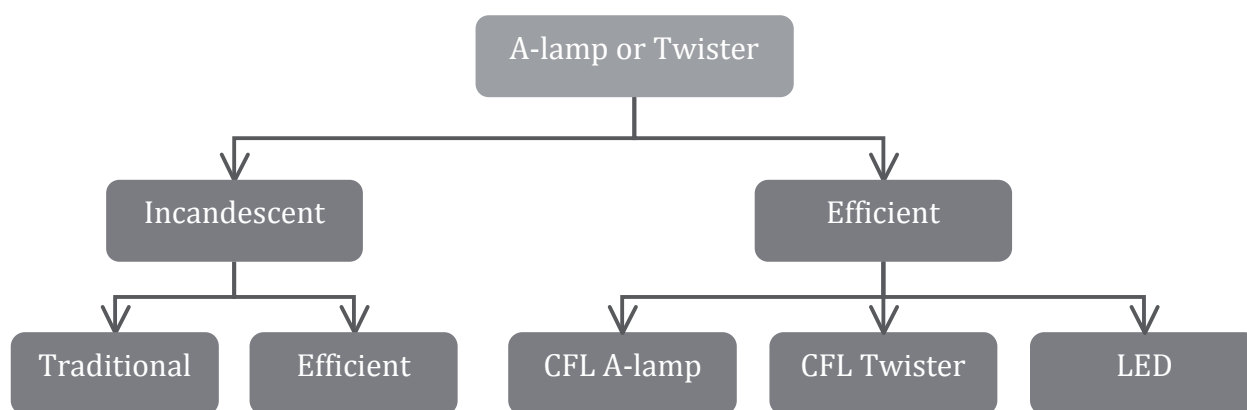 A-lamp or Twister
Incandescent
Efficient
Traditional
Efficient
CFL A-lamp
CFL Twister
LED